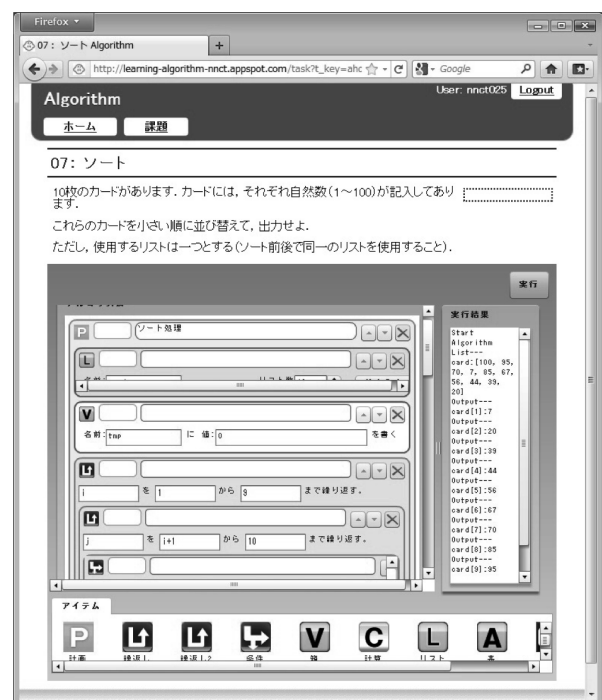 Firefox
07: ソート Algorithm
+
http://learning-algorithm-nnct.appspot.com/task?t_key=ahc
Google
Algorithm
User: nnct025 Logout
ホーム 課題
07: ソート
10枚のカードがあります. カードには, それぞれ自然数(1~100)が記入してあり
ます.
これらのカードを小さい順に並び替えて, 出力せよ.
ただし, 使用するリストは一つとする(ソート前後で同一のリストを使用すること).
実行
P ソート処理
L
V
名前: tmp に 値: 0 を書く
i を 1 から 9 まで繰り返す.
j を i+1 から 10 まで繰り返す.
実行結果
Start
Algorithm
List---
card:[100, 95,
70, 7, 85, 67,
56, 44, 39,
20]
Output---
card[1]:7
Output---
card[2]:20
Output---
card[3]:39
Output---
card[4]:44
Output---
card[5]:56
Output---
card[6]:67
Output---
card[7]:70
Output---
card[8]:85
Output---
card[9]:95
アイテム
P V C L A
計画 繰返し 繰返し2 条件 箱 計算 リスト 表